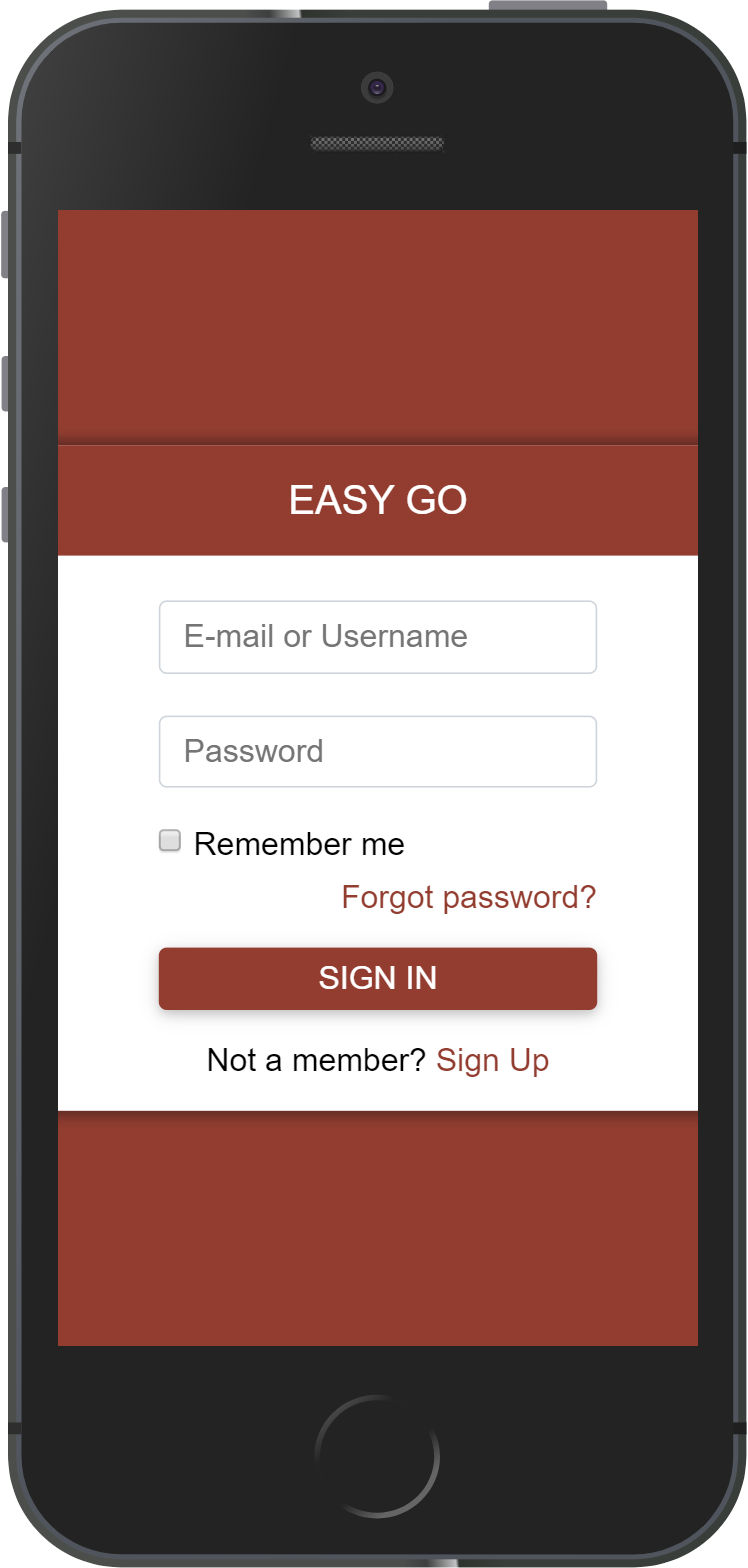 EASY GO
E-mail or Username
Password
Remember me
Forgot password?
SIGN IN
Not a member? Sign Up